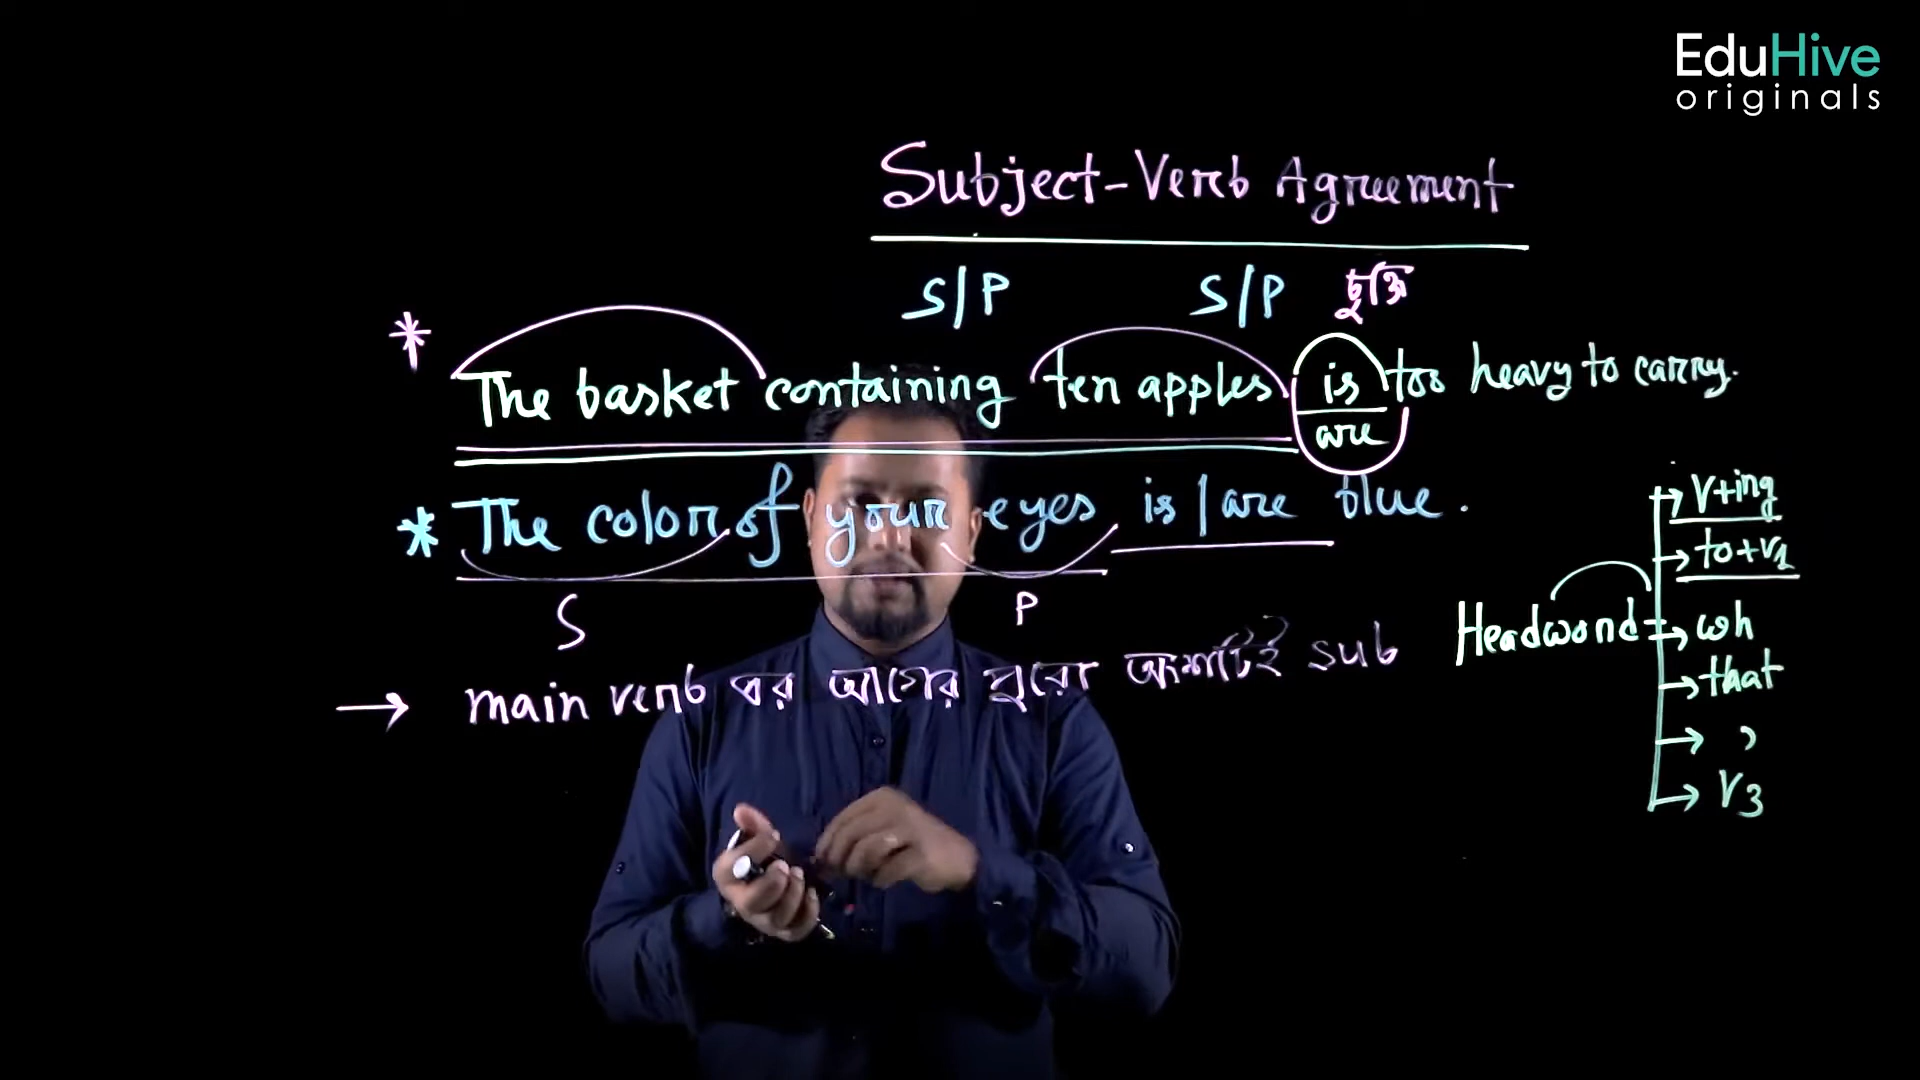 EduHive
originals
Subject-Verb Agreement
S/P S/P চুক্তি
* The basket containing ten apples is too heavy to carry.
are
* The color of your eyes is/are blue.
S P
→ main verb এর আগের পুরো অংশটিই sub
Headword → V+ing
→ to+v1
→ wh
→ that
→ ,
→ V3